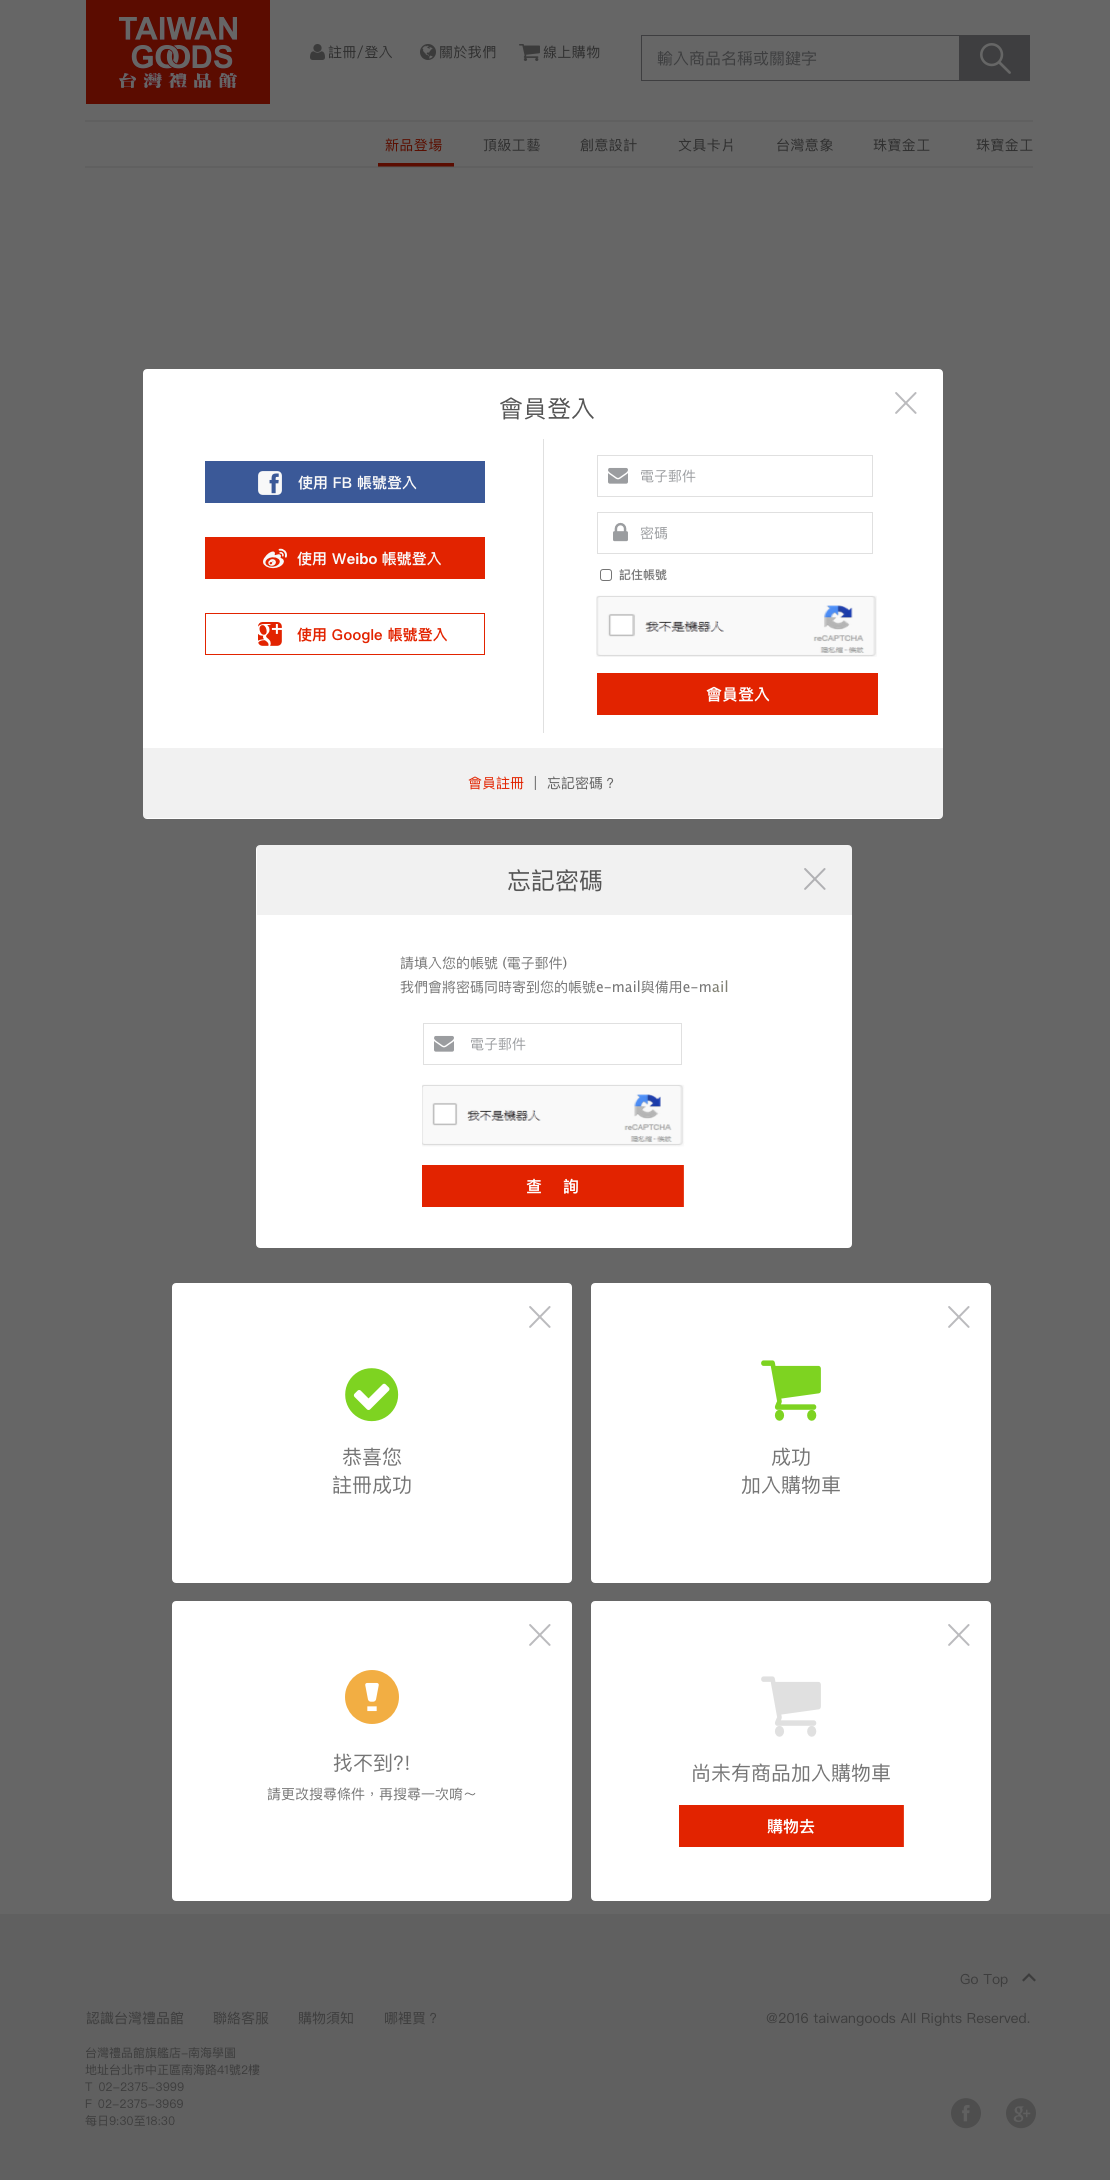 TAIWAN
GOODS
台灣禮品館
註冊/登入
關於我們
線上購物
輸入商品名稱或關鍵字
新品登場
頂級工藝
創意設計
文具卡片
台灣意象
珠寶金工
珠寶金工
會員登入
使用 FB 帳號登入
使用 Weibo 帳號登入
使用 Google 帳號登入
電子郵件
密碼
記住帳號
我不是機器人
reCAPTCHA
隱私權 - 條款
會員登入
會員註冊 | 忘記密碼？
忘記密碼
請填入您的帳號 (電子郵件)
我們會將密碼同時寄到您的帳號e-mail與備用e-mail
電子郵件
我不是機器人
reCAPTCHA
隱私權 - 條款
查 詢
恭喜您
註冊成功
成功
加入購物車
找不到?!
請更改搜尋條件，再搜尋一次唷～
尚未有商品加入購物車
購物去
Go Top
認識台灣禮品館
聯絡客服
購物須知
哪裡買？
@2016 taiwangoods All Rights Reserved.
台灣禮品館旗艦店-南海學園
地址台北市中正區南海路41號2樓
T 02-2375-3999
F 02-2375-3969
每日9:30至18:30